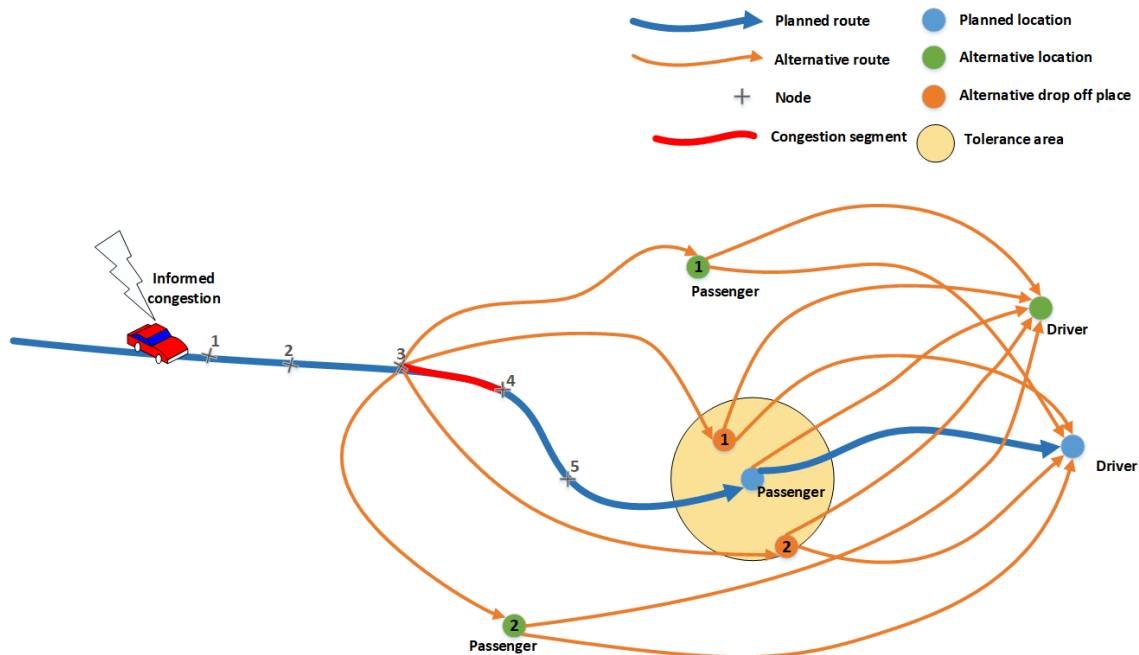 Planned route
Planned location
Alternative route
Alternative location
Node
Alternative drop off place
Congestion segment
Tolerance area
Informed
congestion
1
2
3
4
5
1
Passenger
Driver
1
Passenger
Driver
2
2
Passenger